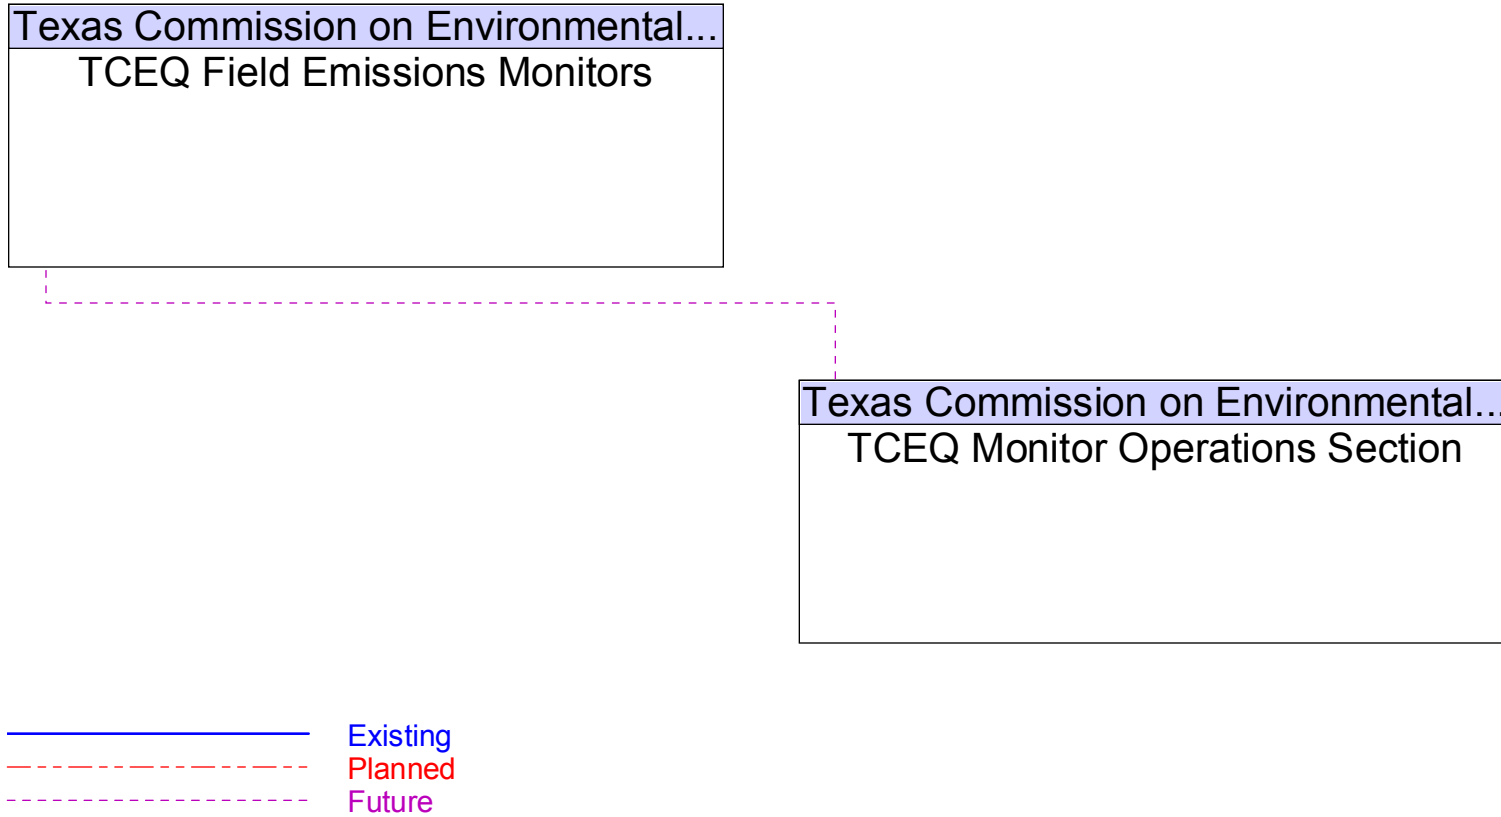 Texas Commission on Environmental...
TCEQ Field Emissions Monitors
Texas Commission on Environmental...
TCEQ Monitor Operations Section
Existing
Planned
Future